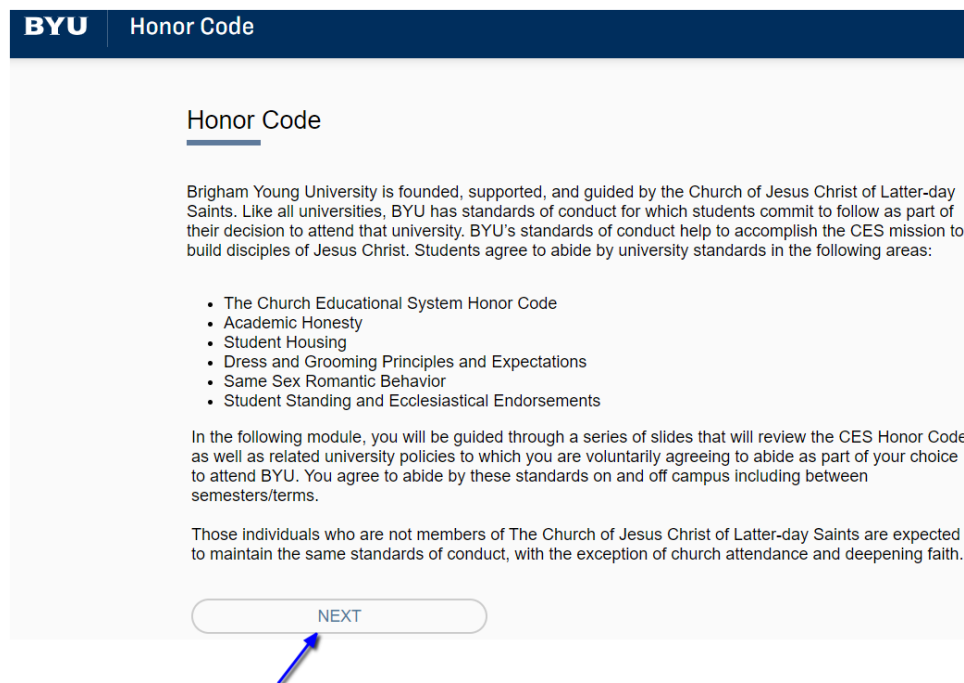 BYU Honor Code
Honor Code
Brigham Young University is founded, supported, and guided by the Church of Jesus Christ of Latter-day
Saints. Like all universities, BYU has standards of conduct for which students commit to follow as part of
their decision to attend that university. BYU's standards of conduct help to accomplish the CES mission to
build disciples of Jesus Christ. Students agree to abide by university standards in the following areas:
• The Church Educational System Honor Code
• Academic Honesty
• Student Housing
• Dress and Grooming Principles and Expectations
• Same Sex Romantic Behavior
• Student Standing and Ecclesiastical Endorsements
In the following module, you will be guided through a series of slides that will review the CES Honor Code
as well as related university policies to which you are voluntarily agreeing to abide as part of your choice
to attend BYU. You agree to abide by these standards on and off campus including between
semesters/terms.
Those individuals who are not members of The Church of Jesus Christ of Latter-day Saints are expected
to maintain the same standards of conduct, with the exception of church attendance and deepening faith.
NEXT